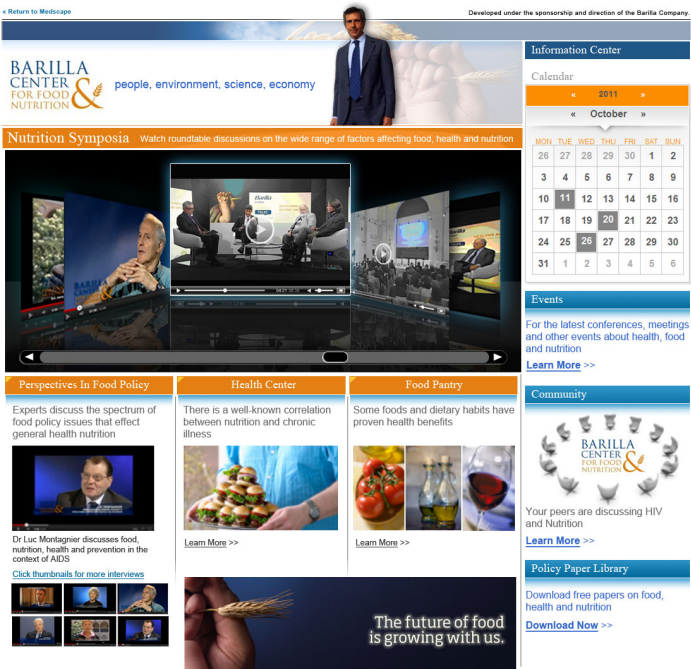 « Return to Medscape
Developed under the sponsorship and direction of the Barilla Company.
BARILLA
CENTER
FOR FOOD
NUTRITION &
people, environment, science, economy
Information Center
Calendar
« 2011 »
« October »
MON TUE WED THU FRI SAT SUN
26 27 28 29 30 1 2
3 4 5 6 7 8 9
10 11 12 13 14 15 16
17 18 19 20 21 22 23
24 25 26 27 28 29 30
31 1 2 3 4 5 6
Nutrition Symposia Watch roundtable discussions on the wide range of factors affecting food, health and nutrition
Barilla
BARILLA
Events
For the latest conferences, meetings
and other events about health, food
and nutrition
Learn More >>
Perspectives In Food Policy
Experts discuss the spectrum of
food policy issues that effect
general health nutrition
Dr Luc Montagnier discusses food,
nutrition, health and prevention in the
context of AIDS
Click thumbnails for more interviews
Health Center
There is a well-known correlation
between nutrition and chronic
illness
Learn More >>
Food Pantry
Some foods and dietary habits have
proven health benefits
Learn More >>
The future of food
is growing with us.
Community
BARILLA
CENTER
FOR FOOD
NUTRITION &
Your peers are discussing HIV
and Nutrition
Learn More >>
Policy Paper Library
Download free papers on food,
health and nutrition
Download Now >>